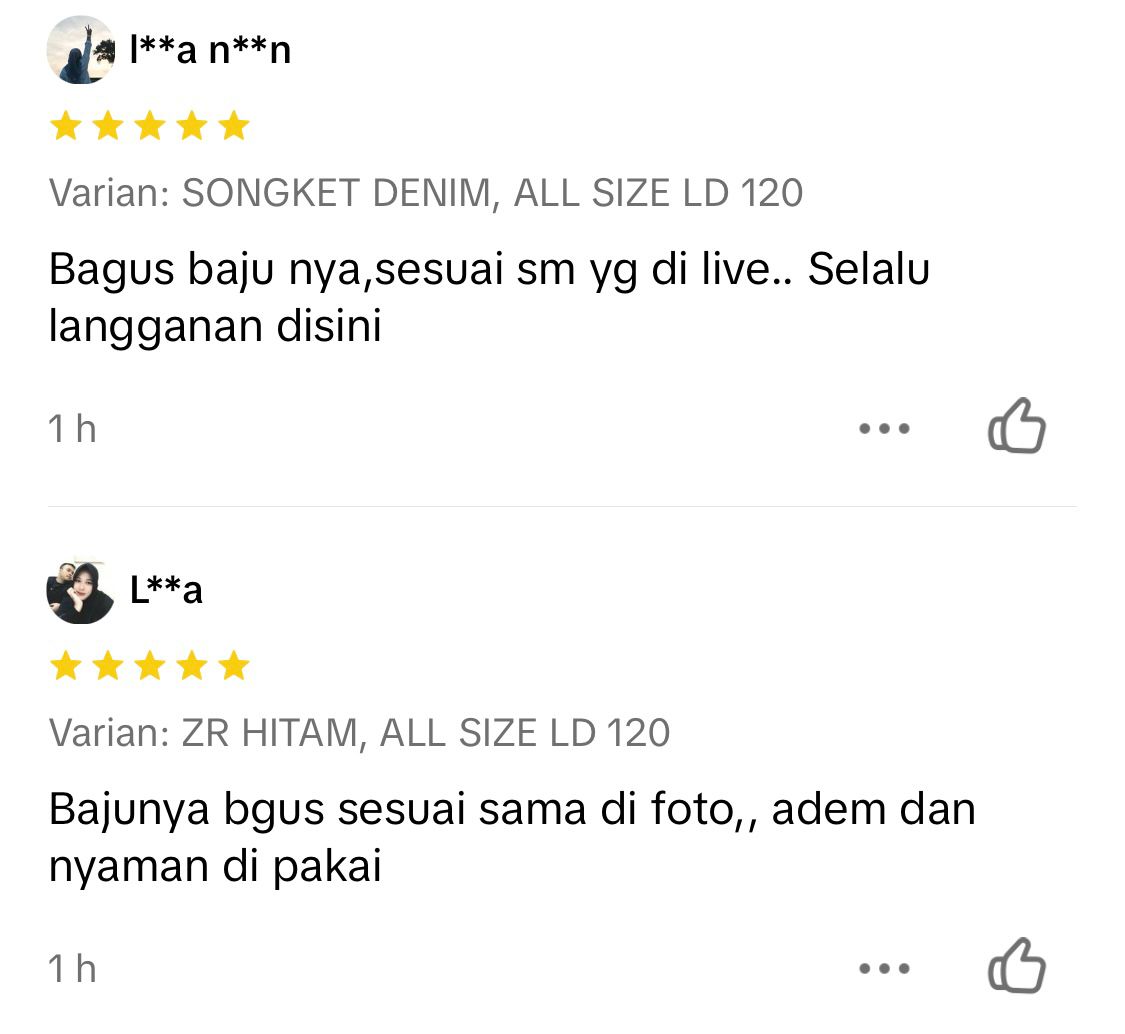 l**a n**n
Varian: SONGKET DENIM, ALL SIZE LD 120
Bagus baju nya,sesuai sm yg di live.. Selalu
langganan disini
1 h
L**a
Varian: ZR HITAM, ALL SIZE LD 120
Bajunya bgus sesuai sama di foto,, adem dan
nyaman di pakai
1 h